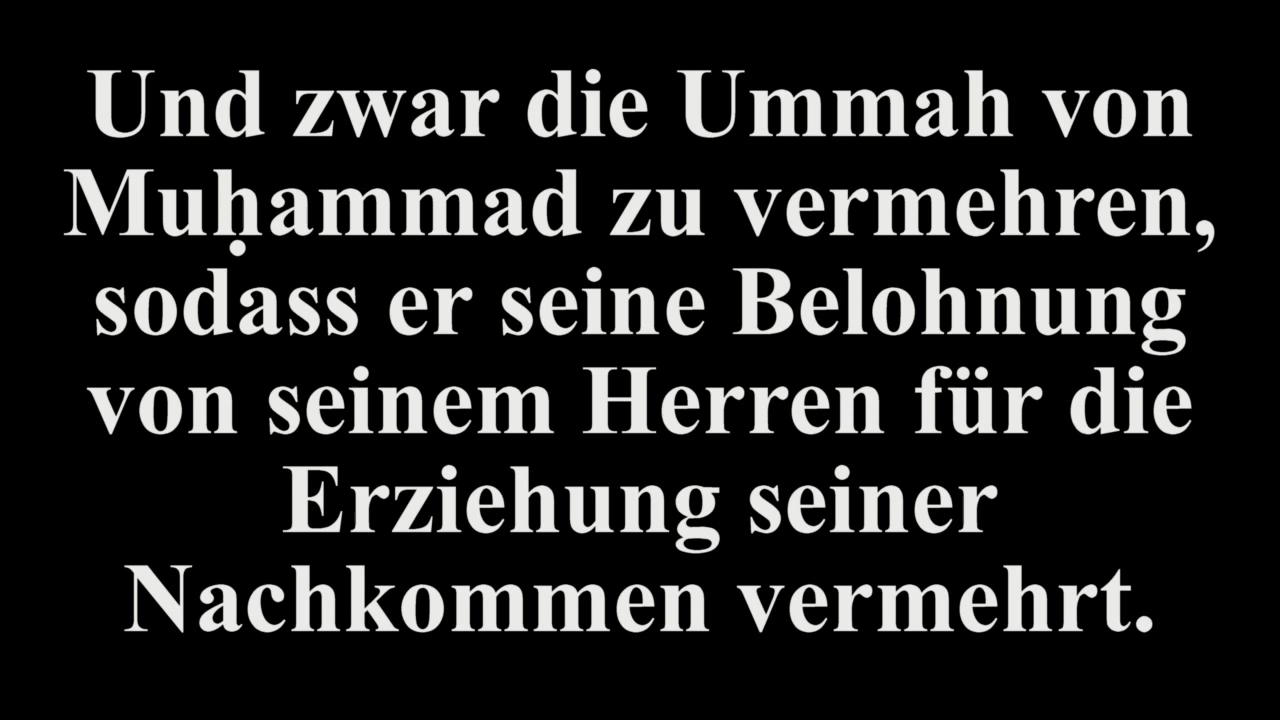 Und zwar die Ummah von
Muḥammad zu vermehren,
sodass er seine Belohnung
von seinem Herren für die
Erziehung seiner
Nachkommen vermehrt.